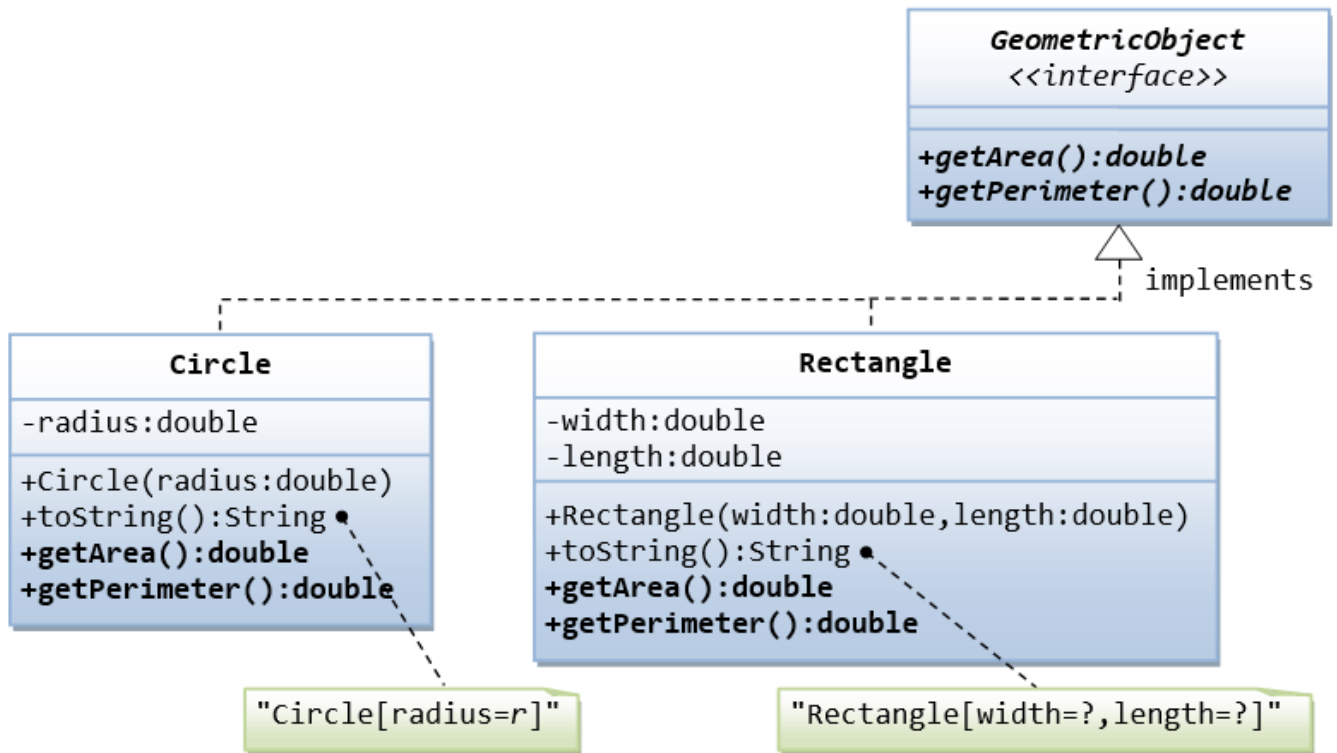 GeometricObject
<<interface>>
+getArea():double
+getPerimeter():double
implements
Circle
-radius:double
+Circle(radius:double)
+toString():String
+getArea():double
+getPerimeter():double
"Circle[radius=r]"
Rectangle
-width:double
-length:double
+Rectangle(width:double,length:double)
+toString():String
+getArea():double
+getPerimeter():double
"Rectangle[width=?,length=?]"